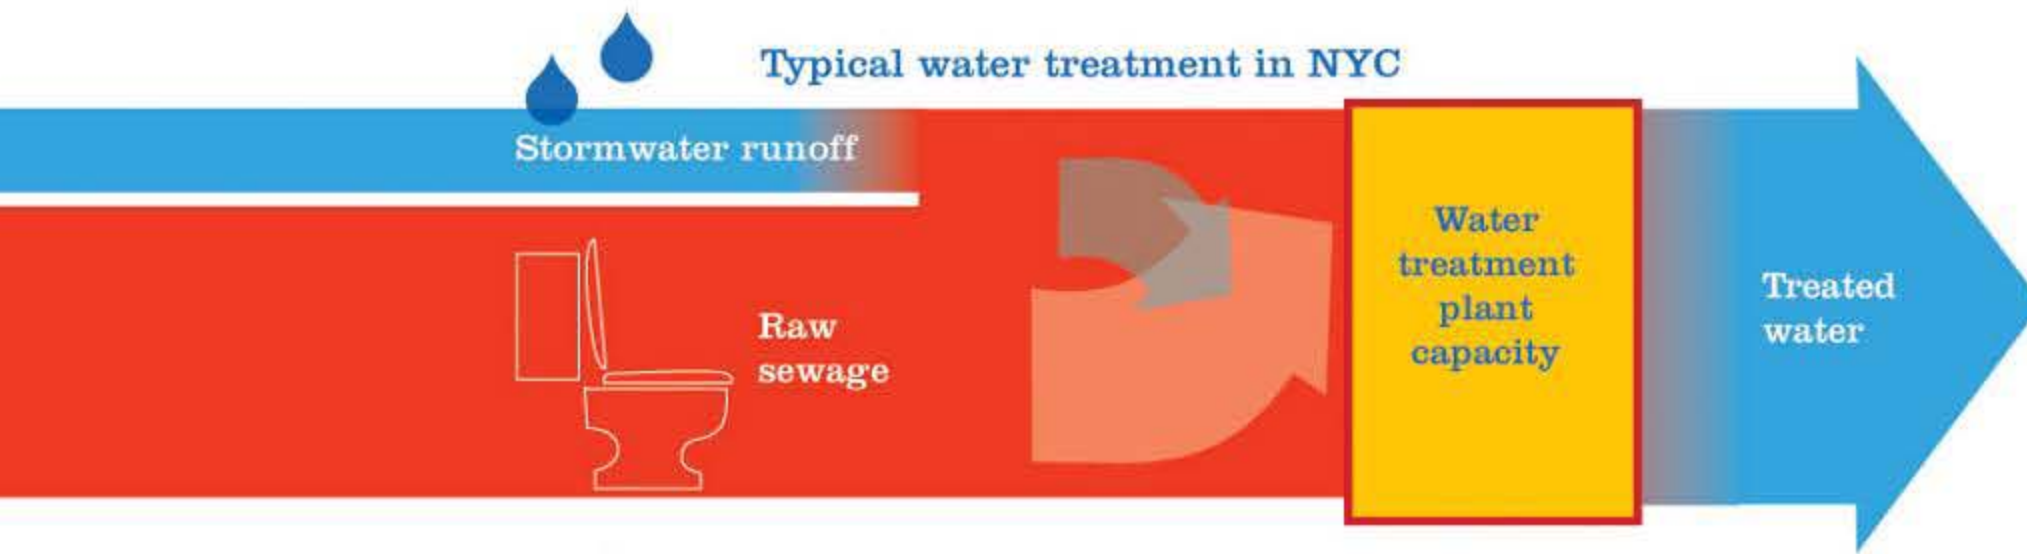 Typical water treatment in NYC
Stormwater runoff
Raw
sewage
Water
treatment
plant
capacity
Treated
water